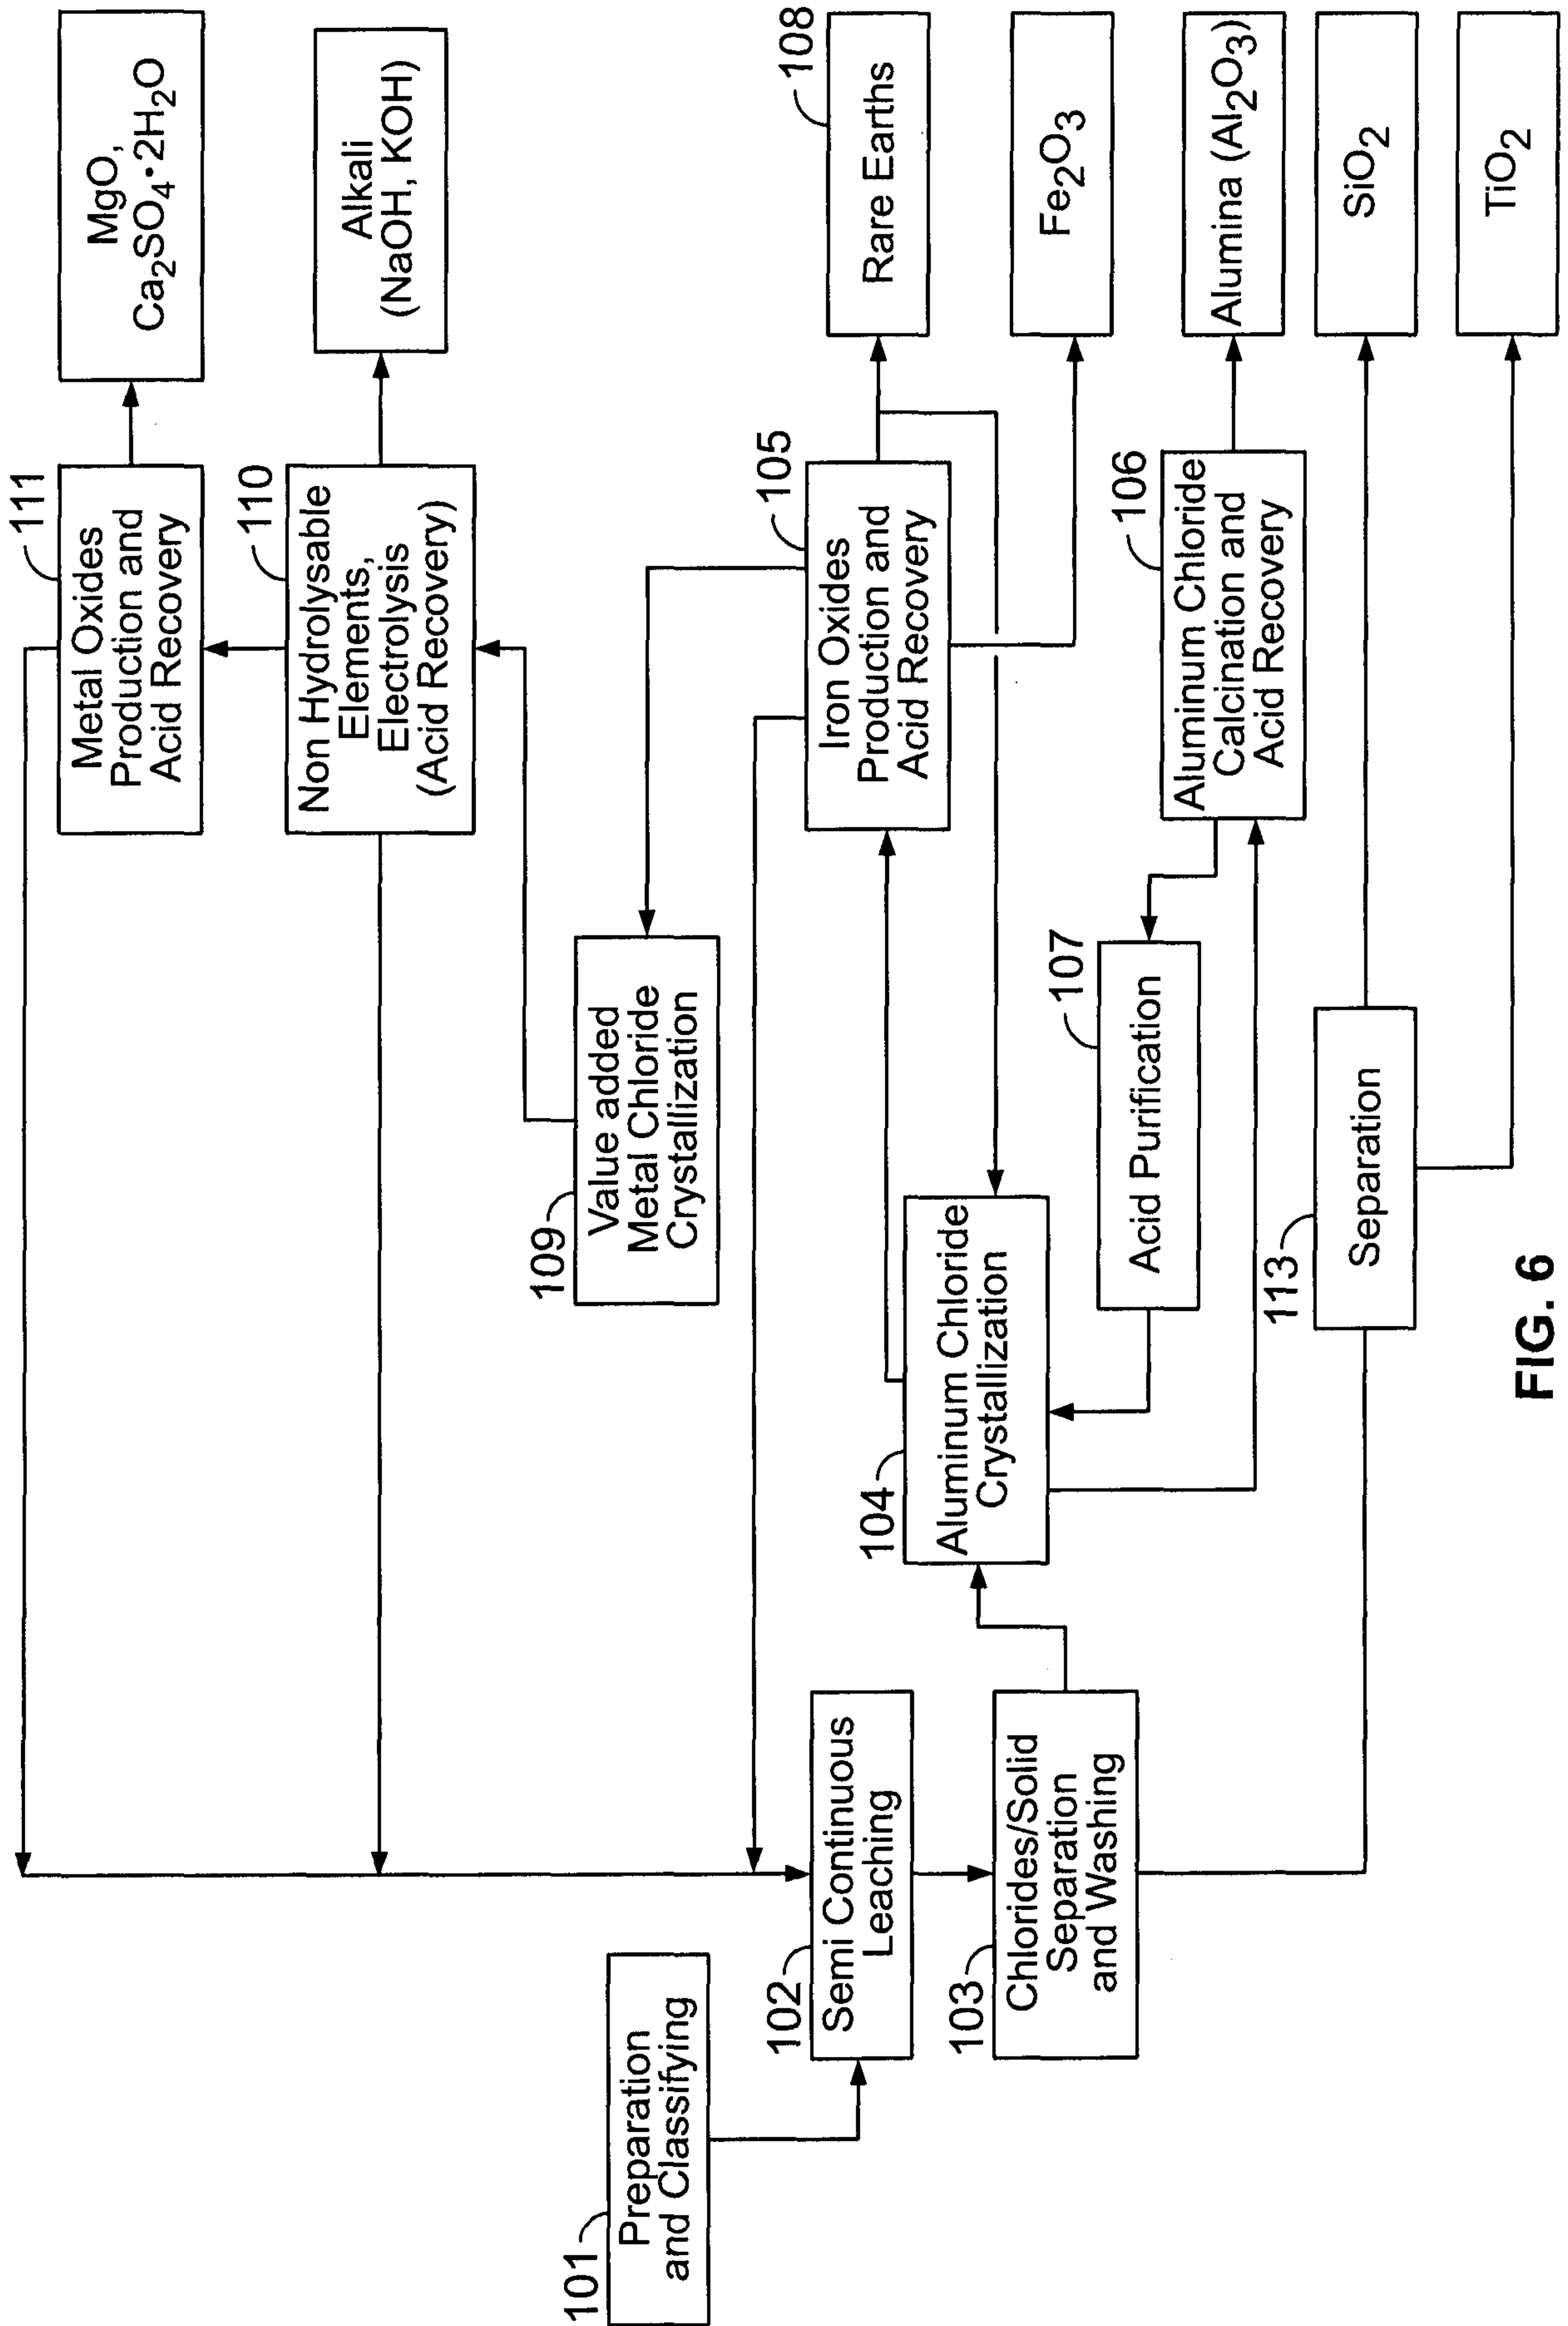 101
Preparation
and Classifying
102
Semi Continuous
Leaching
103
Chlorides/Solid
Separation
and Washing
104
Aluminum Chloride
Crystallization
109
Value added
Metal Chloride
Crystallization
107
Acid Purification
113
Separation
111
Metal Oxides
Production and
Acid Recovery
110
Non Hydrolysable
Elements,
Electrolysis
(Acid Recovery)
105
Iron Oxides
Production and
Acid Recovery
106
Aluminum Chloride
Calcination and
Acid Recovery
MgO,
Ca₂SO₄•2H₂O
Alkali
(NaOH, KOH)
108
Rare Earths
Fe₂O₃
Alumina (Al₂O₃)
SiO₂
TiO₂
FIG. 6